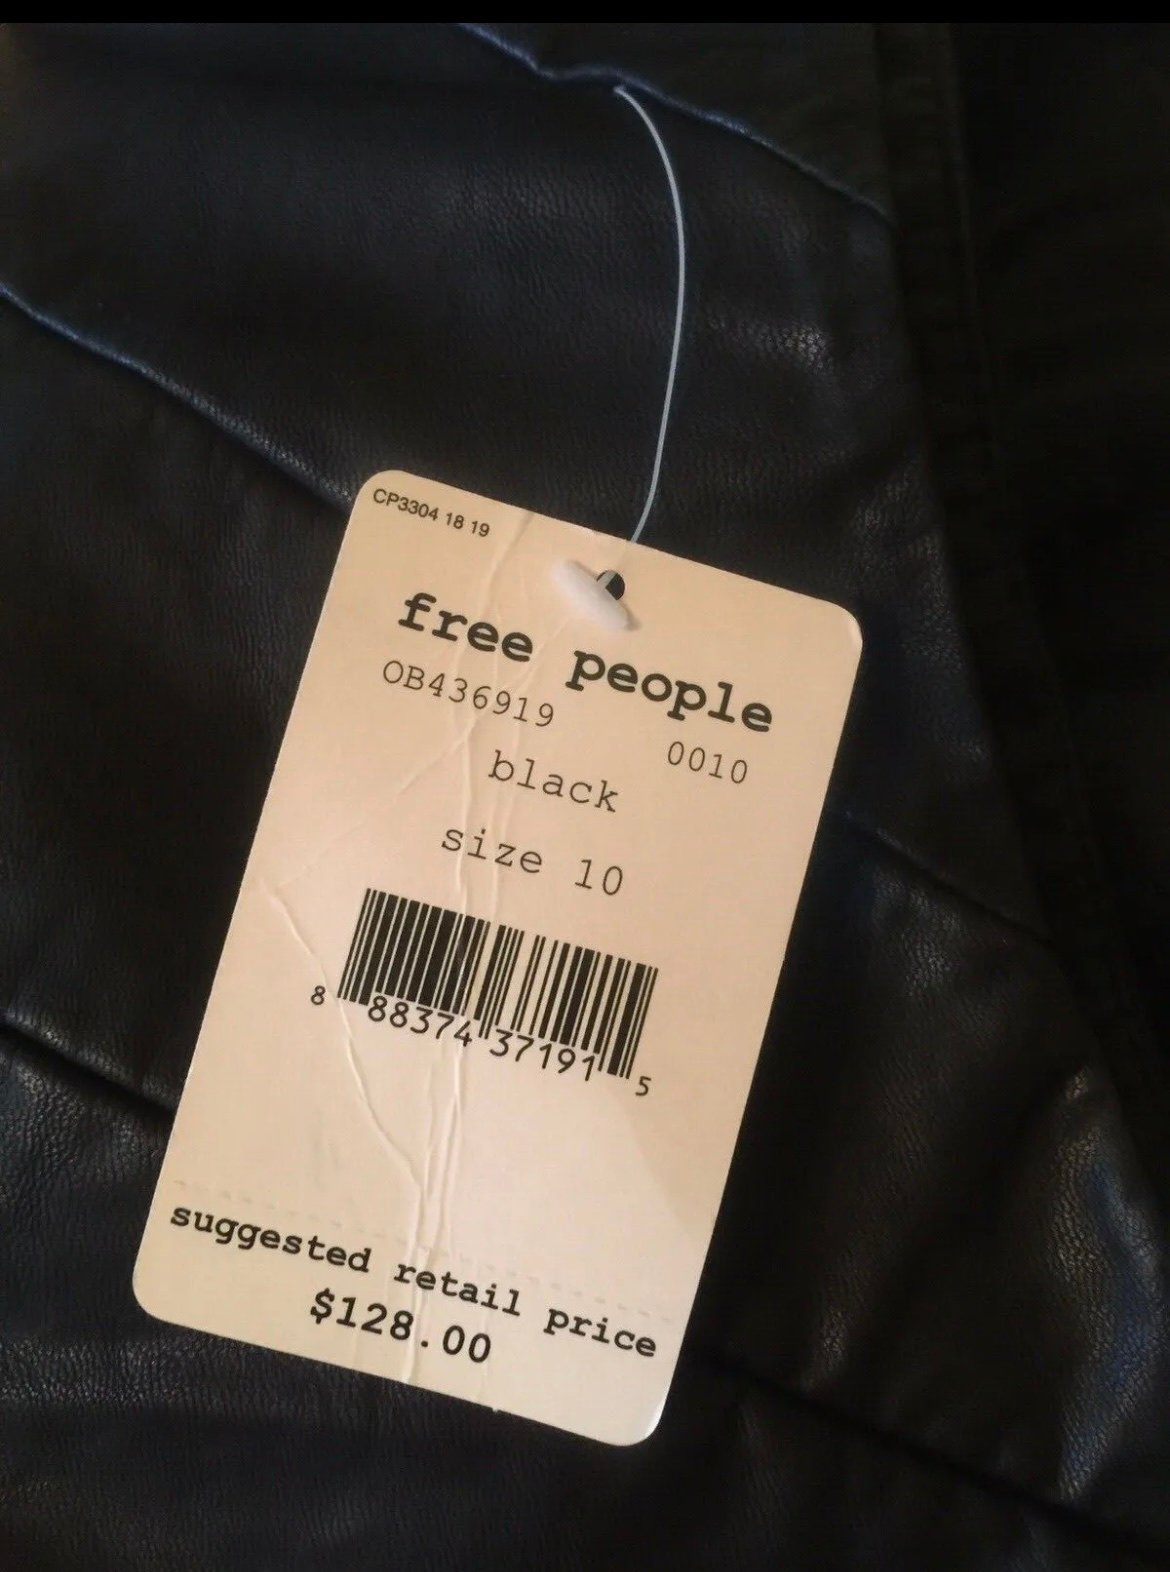 CP3304 18 19
free people
OB436919 0010
black
size 10
8 88374 37191 5
suggested retail price
$128.00